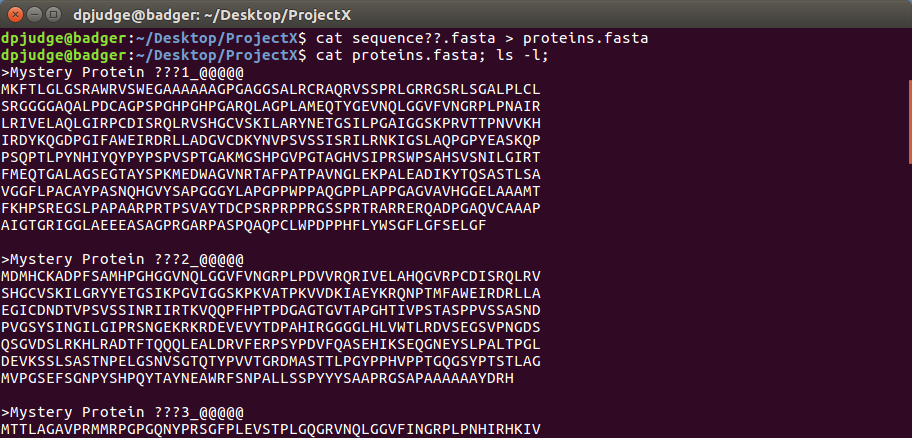 dpjudge@badger: ~/Desktop/ProjectX
dpjudge@badger:~/Desktop/ProjectX$ cat sequence??.fasta > proteins.fasta
dpjudge@badger:~/Desktop/ProjectX$ cat proteins.fasta; ls -l;
>Mystery Protein ???1_@@@@@
MKFTLGLGSRAWRVSWEGAAAAAAGPGAGGSALRCRAQRVSSPRLGRRGSRLSGALPLCL
SRGGGGAQALPDCAGPSPGHPGHPGARQLAGPLAMEQTYGEVNQLGGVFVNGRPLPNAIR
LRIVELAQLGIRPCDISRQLRVSHGCVSKILARYNETGSILPGAIGGSKPRVTTPNVVKH
IRDYKQGDPGIFAWEIRDRLLADGVCDKYNVPSVSSISRILRNKIGSLAQPGPYEASKQP
PSQPTLPYNHIYQYPYPSPVSPTGAKMGSHPGVPGTAGHVSIPRSWPSAHSVSNILGIRT
FMEQTGALAGSEGTAYSPKMEDWAGVNRTAFPATPAVNGLEKPALEADIKYTQSASTLSA
VGGFLPACAYPASNQHGVYSAPGGGYLAPGPPWPPAQGPPLAPPGAGVAVHGGELAAAMT
FKHPSREGSLPAPAARPRTPSVAYTDCPSRPRPPRGSSPRTRARRERQADPGAQVCAAAP
AIGTGRIGGLAEEEASAGPRGARPASPQAQPCLWPDPPHFLYWSGFLGFSELGF
>Mystery Protein ???2_@@@@@
MDMHCKADPFSAMHPGHGGVNQLGGVFVNGRPLPDVVRQRIVELAHQGVRPCDISRQLRV
SHGCVSKILGRYYETGSIKPGVIGGSKPKVATPKVVDKIAEYKRQNPTMFAWEIRDRLLA
EGICDNDTVPSVSSINRIIRTKVQQPFHPTPDGAGTGVTAPGHTIVPSTASPPVSSASND
PVGSYSINGILGIPRSNGEKRKRDEVEVYTDPAHIRGGGGLHLVWTLRDVSEGSVPNGDS
QSGVDSLRKHLRADTFTQQQLEALDRVFERPSYPDVFQASEHIKSEQGNEYSLPALTPGL
DEVKSSLSASTNPELGSNVSGTQTYPVVTGRDMASTTLPGYPPHVPPTGQGSYPTSTLAG
MVPGSEFSGNPYSHPQYTAYNEAWRFSNPALLSSPYYYSAAPRGSAPAAAAAAYDRH
>Mystery Protein ???3_@@@@@
MTTLAGAVPRMMRPGPGQNYPRSGFPLEVSTPLGQGRVNQLGGVFINGRPLPNHIRHKIV